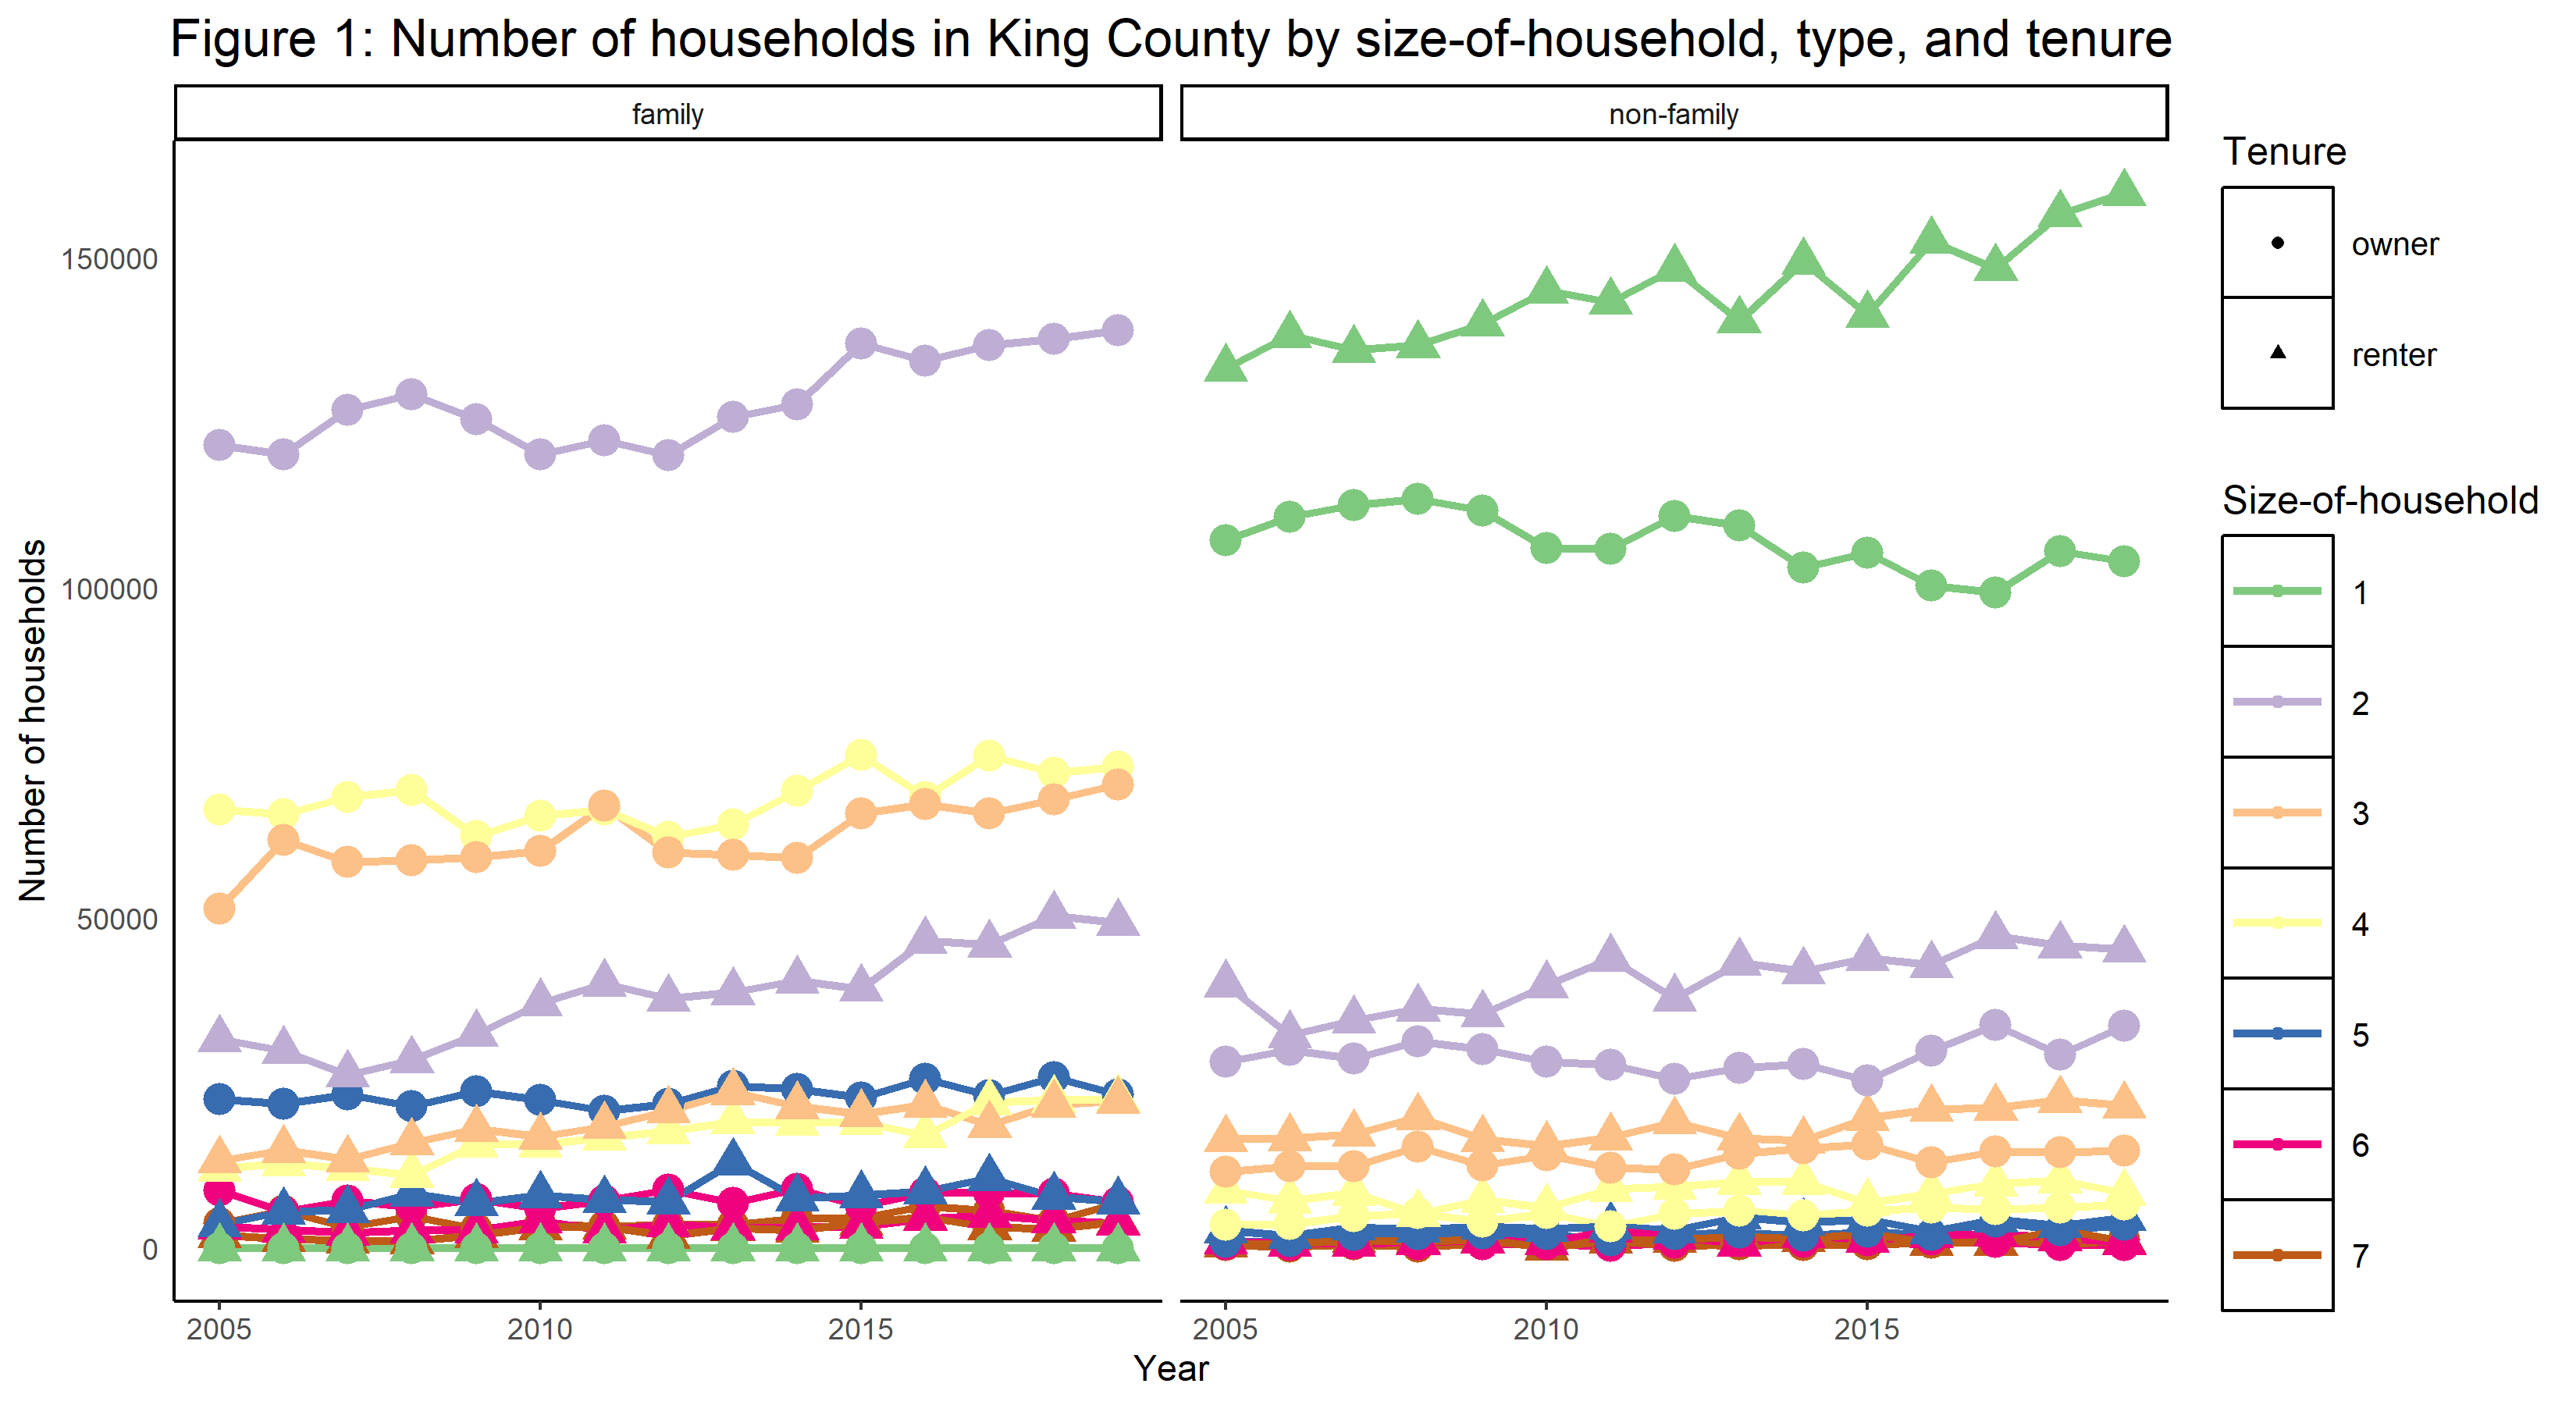 Figure 1: Number of households in King County by size-of-household, type, and tenure
family
non-family
Number of households
150000
100000
50000
0
2005
2010
2015
2005
2010
2015
Year
Tenure
owner
renter
Size-of-household
1
2
3
4
5
6
7